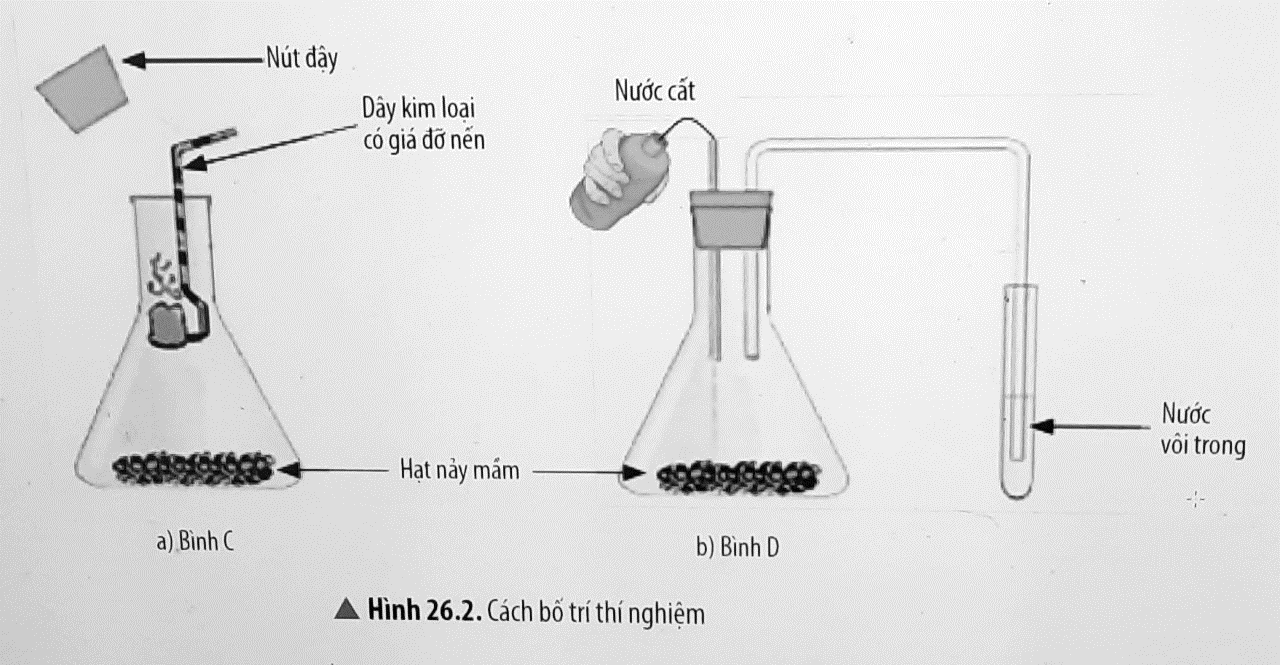 Nút đậy
Dây kim loại
có giá đỡ nến
Nước cất
Nước
vôi trong
Hạt nảy mầm
a) Bình C
b) Bình D
▲ Hình 26.2. Cách bố trí thí nghiệm